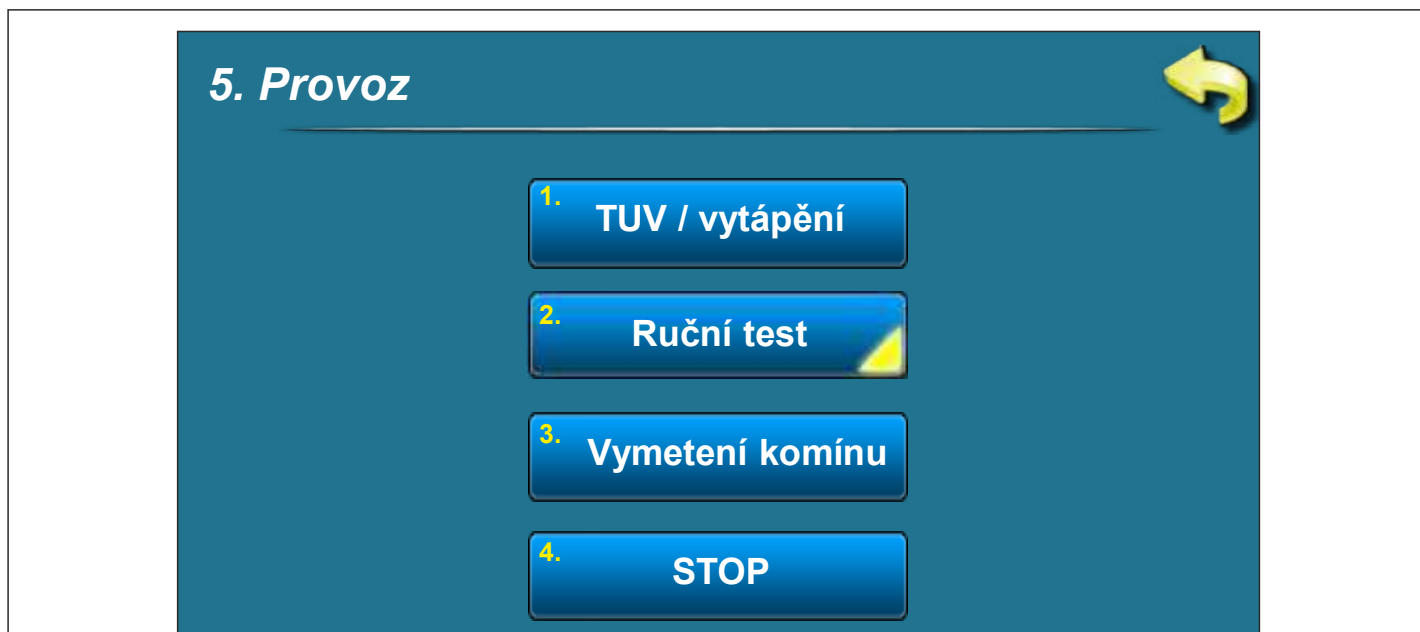 5. Provoz
1. TUV / vytápění
2. Ruční test
3. Vymetení komínu
4. STOP